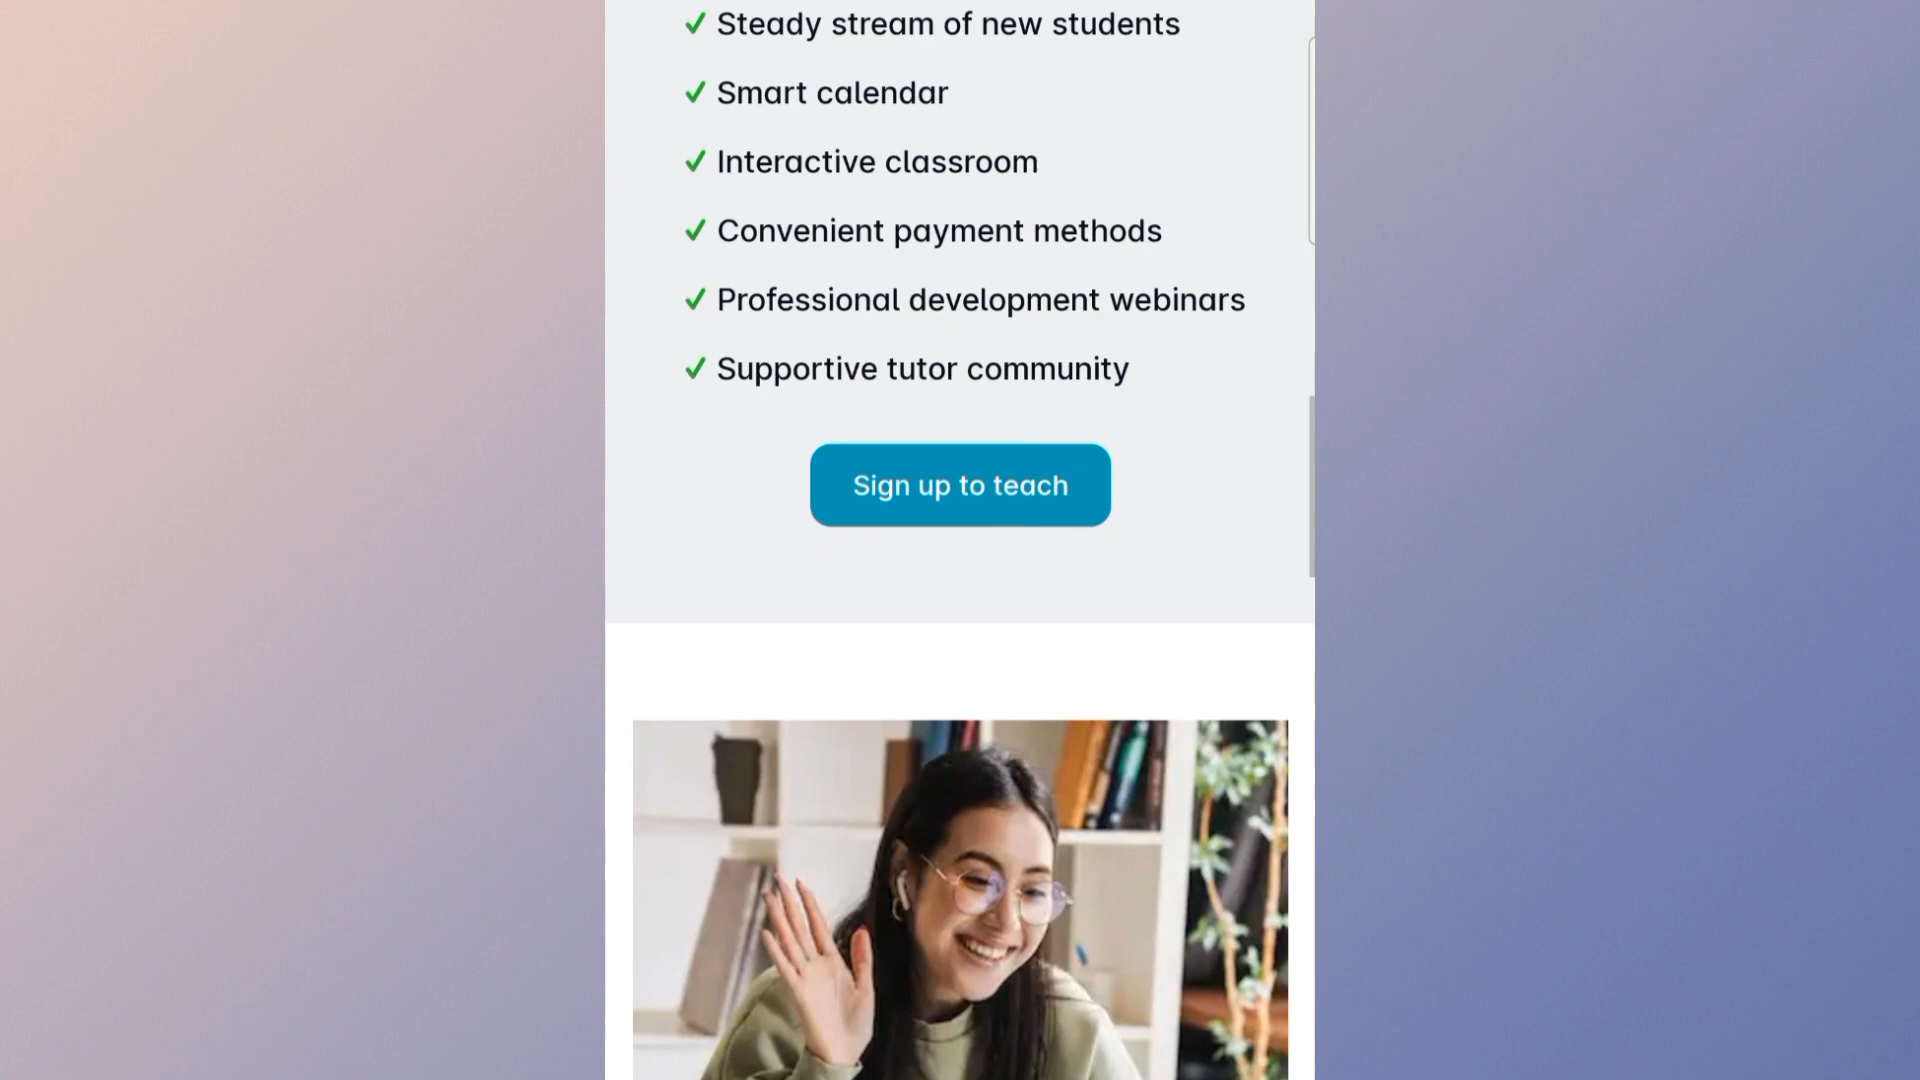 ✓ Steady stream of new students
✓ Smart calendar
✓ Interactive classroom
✓ Convenient payment methods
✓ Professional development webinars
✓ Supportive tutor community
Sign up to teach